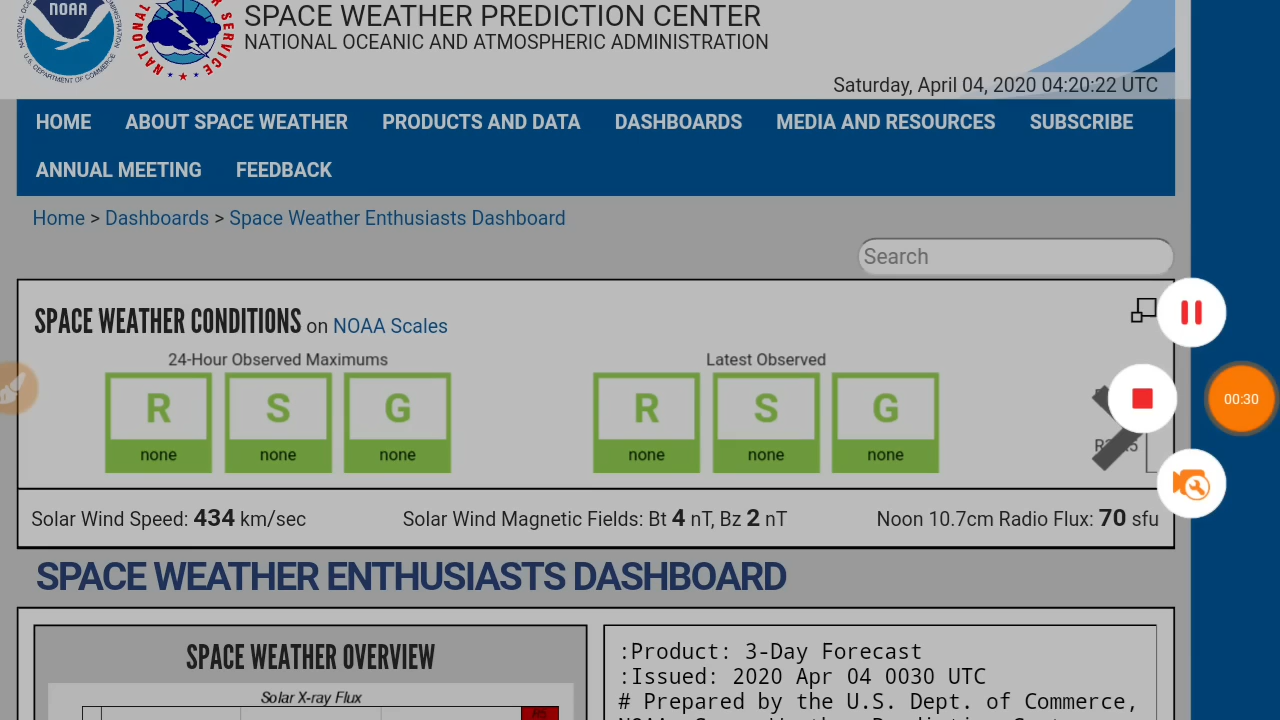 NOAA
SPACE WEATHER PREDICTION CENTER
NATIONAL OCEANIC AND ATMOSPHERIC ADMINISTRATION
Saturday, April 04, 2020 04:20:22 UTC
HOME ABOUT SPACE WEATHER PRODUCTS AND DATA DASHBOARDS MEDIA AND RESOURCES SUBSCRIBE
ANNUAL MEETING FEEDBACK
Home > Dashboards > Space Weather Enthusiasts Dashboard
Search
SPACE WEATHER CONDITIONS on NOAA Scales
24-Hour Observed Maximums Latest Observed
R S G R S G
none none none none none none
00:30
Solar Wind Speed: 434 km/sec Solar Wind Magnetic Fields: Bt 4 nT, Bz 2 nT Noon 10.7cm Radio Flux: 70 sfu
SPACE WEATHER ENTHUSIASTS DASHBOARD
SPACE WEATHER OVERVIEW
Solar X-ray Flux
:Product: 3-Day Forecast
:Issued: 2020 Apr 04 0030 UTC
# Prepared by the U.S. Dept. of Commerce,